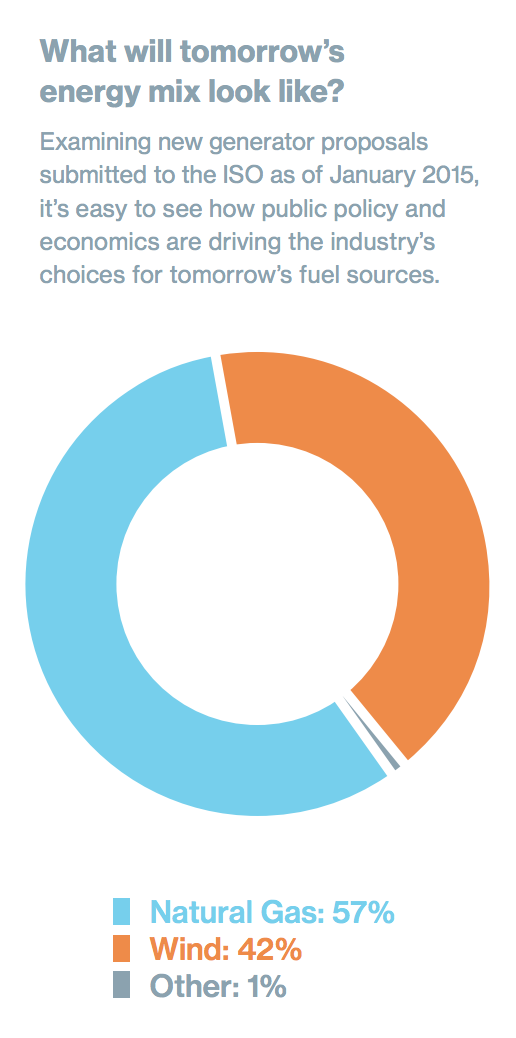 What will tomorrow’s
energy mix look like?
Examining new generator proposals
submitted to the ISO as of January 2015,
it’s easy to see how public policy and
economics are driving the industry’s
choices for tomorrow’s fuel sources.
Natural Gas: 57%
Wind: 42%
Other: 1%